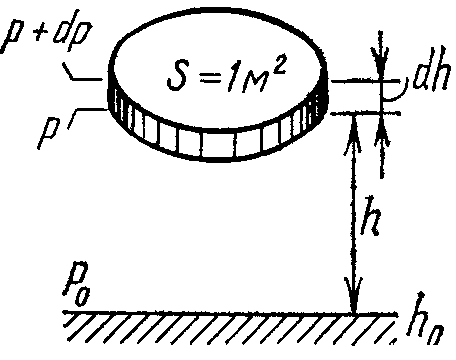 p + dp
S = 1м²
dh
p
h
p₀
h₀